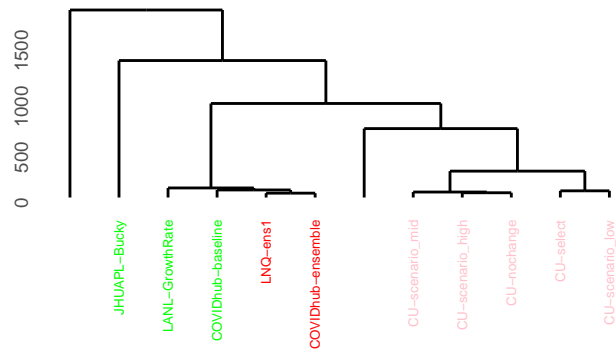 1500
1000
500
0
JHUAPL-Bucky
LANL-GrowthRate
COVIDhub-baseline
LNQ-ens1
COVIDhub-ensemble
CU-scenario_mid
CU-scenario_high
CU-nochange
CU-select
CU-scenario_low